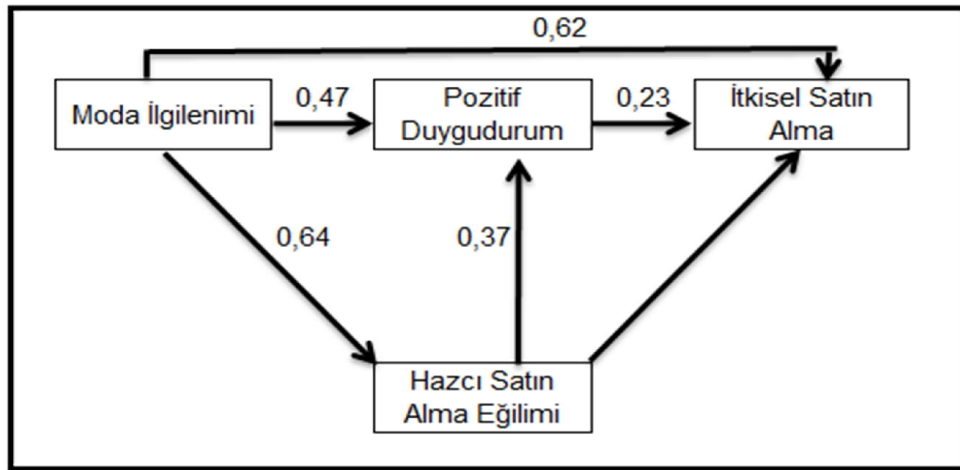 0,62
Moda İlgilenimi
0,47
Pozitif
Duygudurum
0,23
İtkisel Satın
Alma
0,64
0,37
Hazcı Satın
Alma Eğilimi